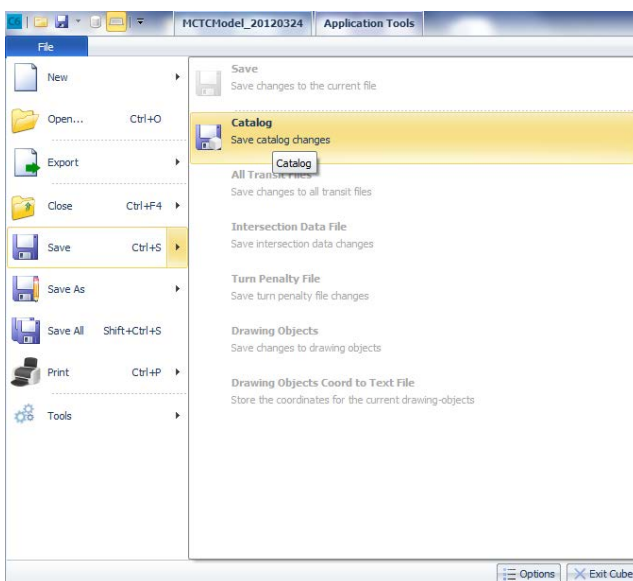 C6
MCTCModel_20120324
Application Tools
File
New
Open... Ctrl+O
Export
Close Ctrl+F4
Save Ctrl+S
Save As
Save All Shift+Ctrl+S
Print Ctrl+P
Tools
Save
Save changes to the current file
Catalog
Save catalog changes
Catalog
All Transit Files
Save changes to all transit files
Intersection Data File
Save intersection data changes
Turn Penalty File
Save turn penalty file changes
Drawing Objects
Save changes to drawing objects
Drawing Objects Coord to Text File
Store the coordinates for the current drawing-objects
Options
Exit Cube